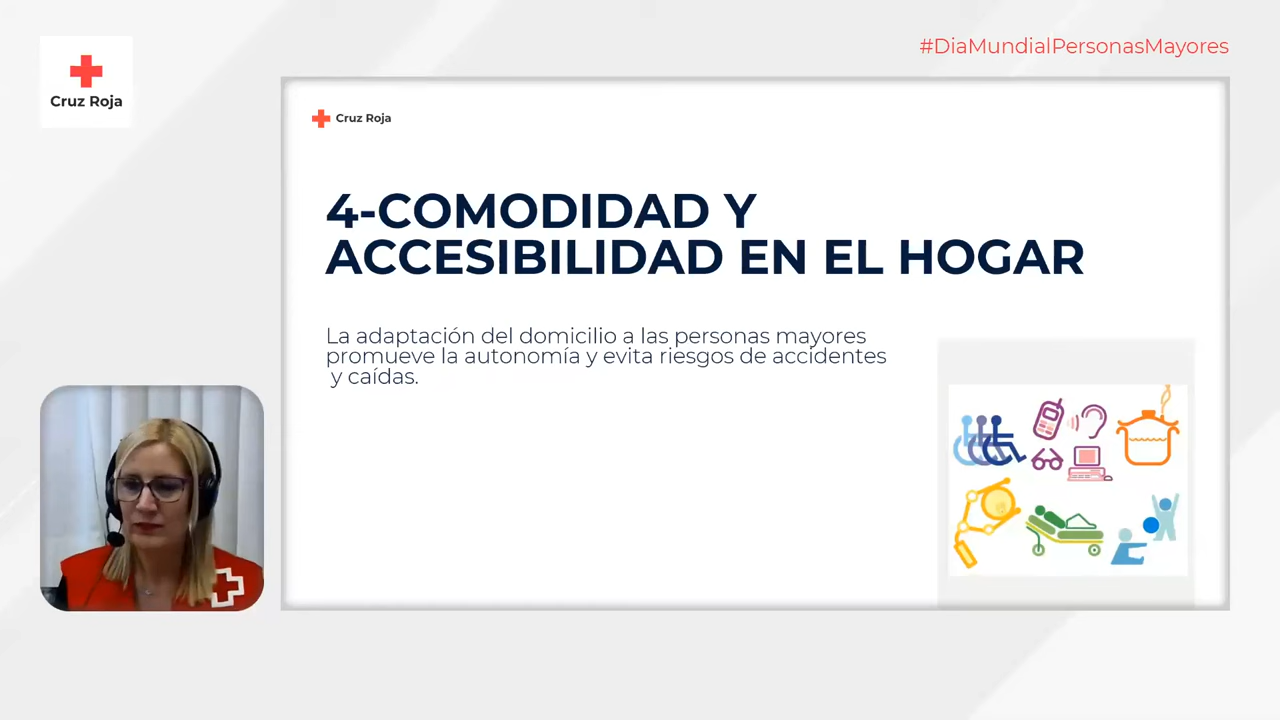 Cruz Roja
#DiaMundialPersonasMayores
Cruz Roja
4-COMODIDAD Y
ACCESIBILIDAD EN EL HOGAR
La adaptación del domicilio a las personas mayores
promueve la autonomía y evita riesgos de accidentes
y caídas.